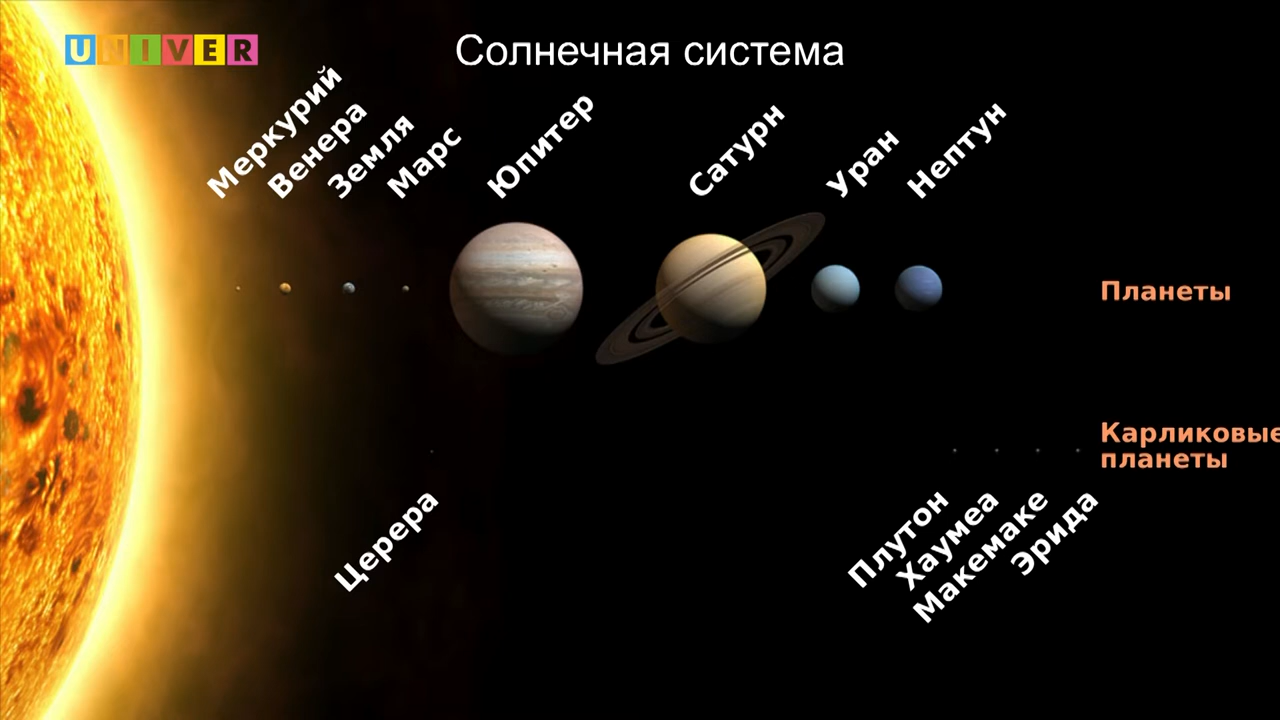 UNIVER
Солнечная система
Меркурий
Венера
Земля
Марс
Юпитер
Сатурн
Уран
Нептун
Планеты
Карликовые
планеты
Церера
Плутон
Хаумеа
Макемаке
Эрида